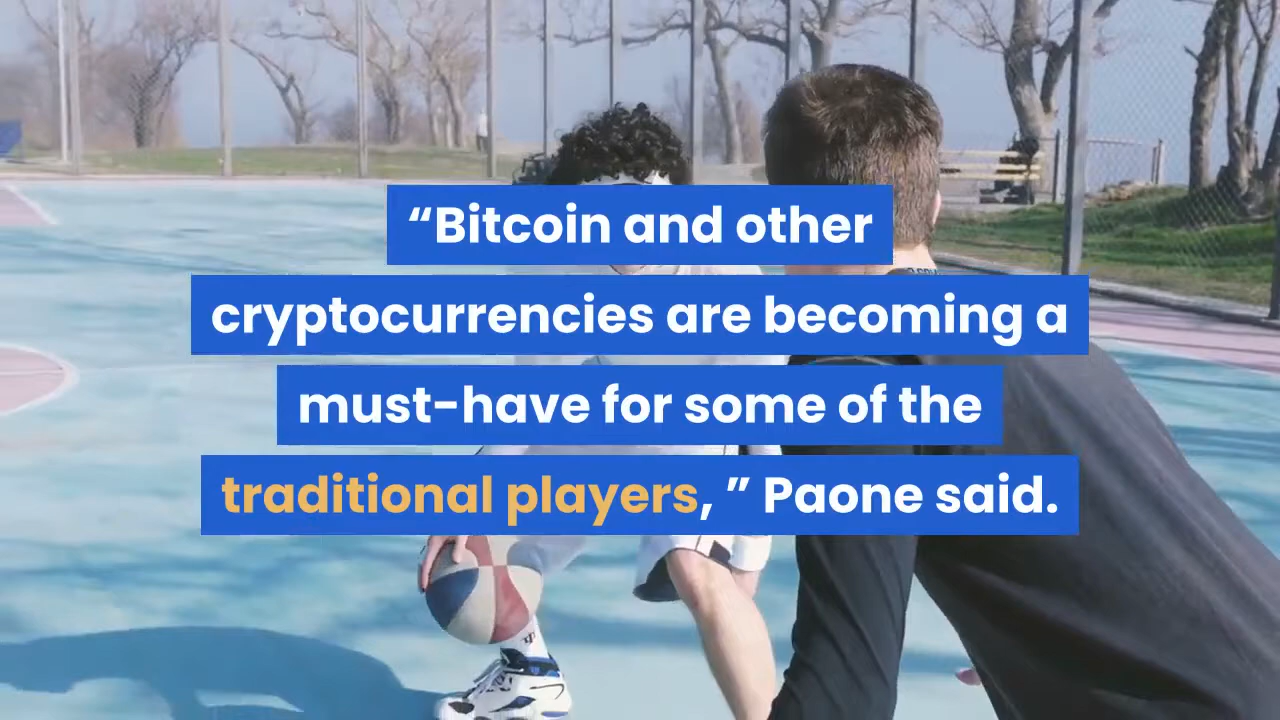 “Bitcoin and other
cryptocurrencies are becoming a
must-have for some of the
traditional players, ” Paone said.